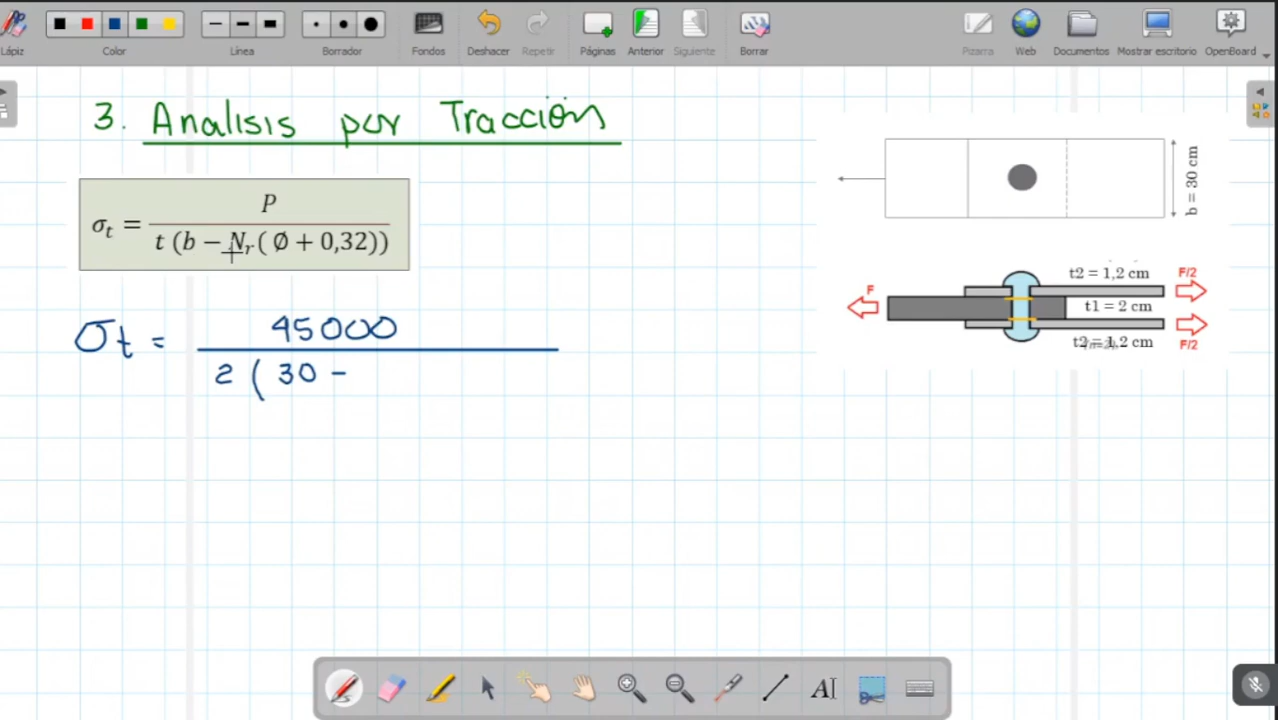 Lápiz
Color
Línea
Borrador
Fondos
Deshacer
Repetir
Páginas
Anterior
Siguiente
Borrar
Pizarra
Web
Documentos
Mostrar escritorio
OpenBoard
3. Analisis por Tracción
σt = P / t (b − Nr ( Ø + 0,32))
σt = 45000 / 2 ( 30 -
b = 30 cm
t2 = 1,2 cm
F/2
F
t1 = 2 cm
t2 = 1,2 cm
F/2